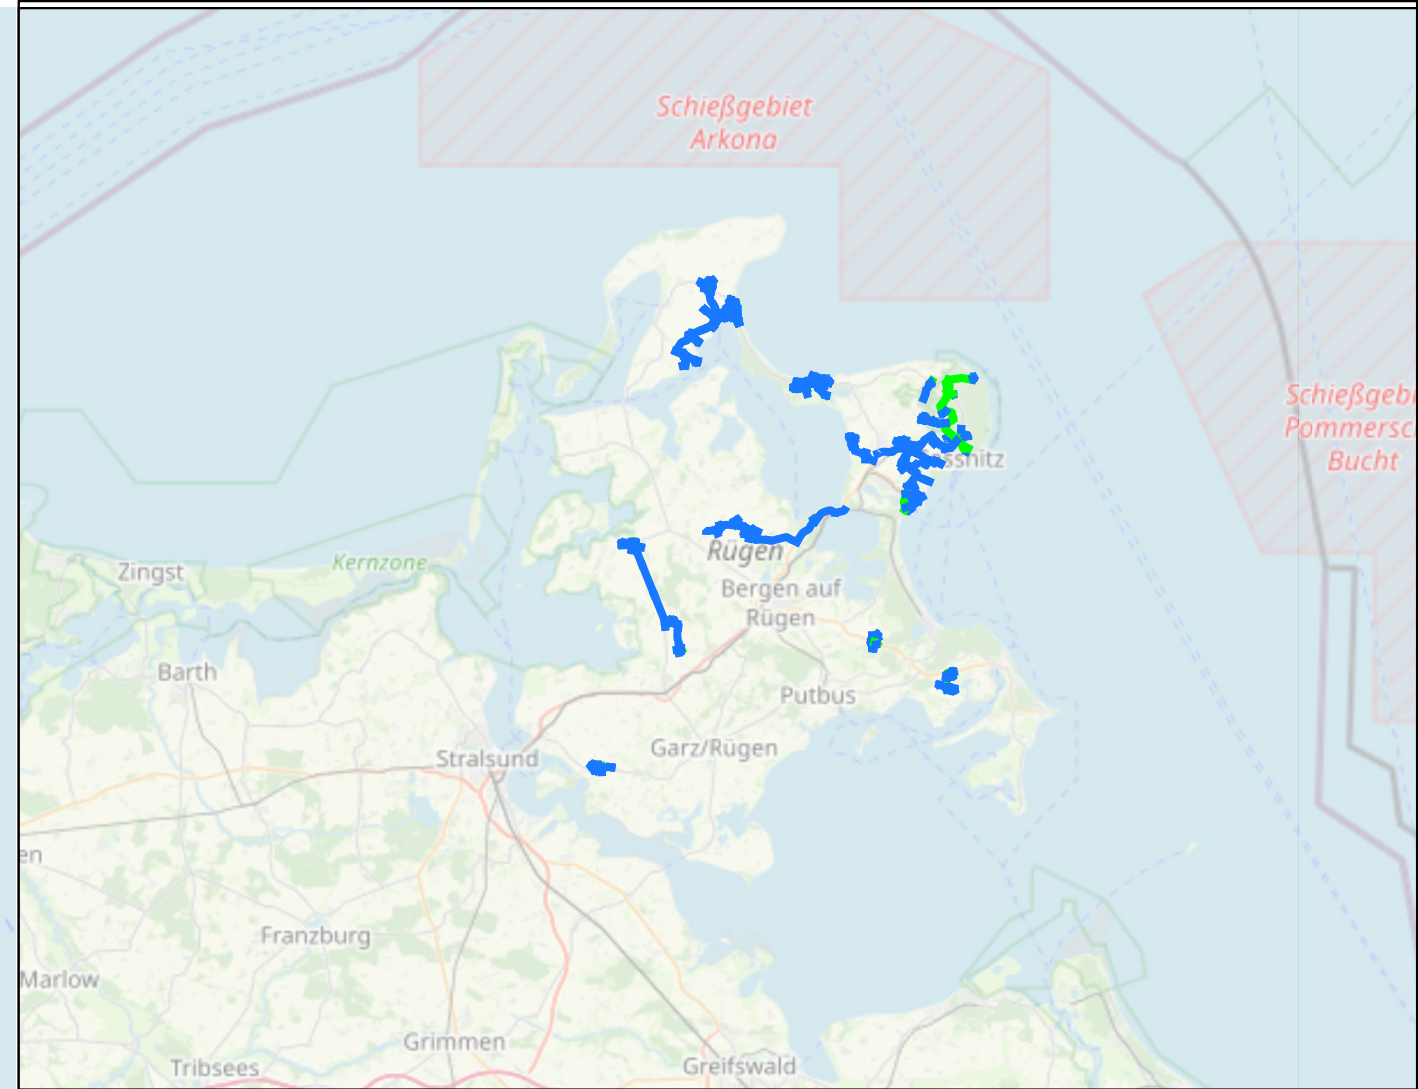 Schießgebiet
Arkona
Schießgebi
Pommersc
Bucht
ssnitz
Rügen
Kernzone
Zingst
Bergen auf
Rügen
Barth
Putbus
Garz/Rügen
Stralsund
en
Franzburg
Marlow
Grimmen
Tribsees
Greifswald